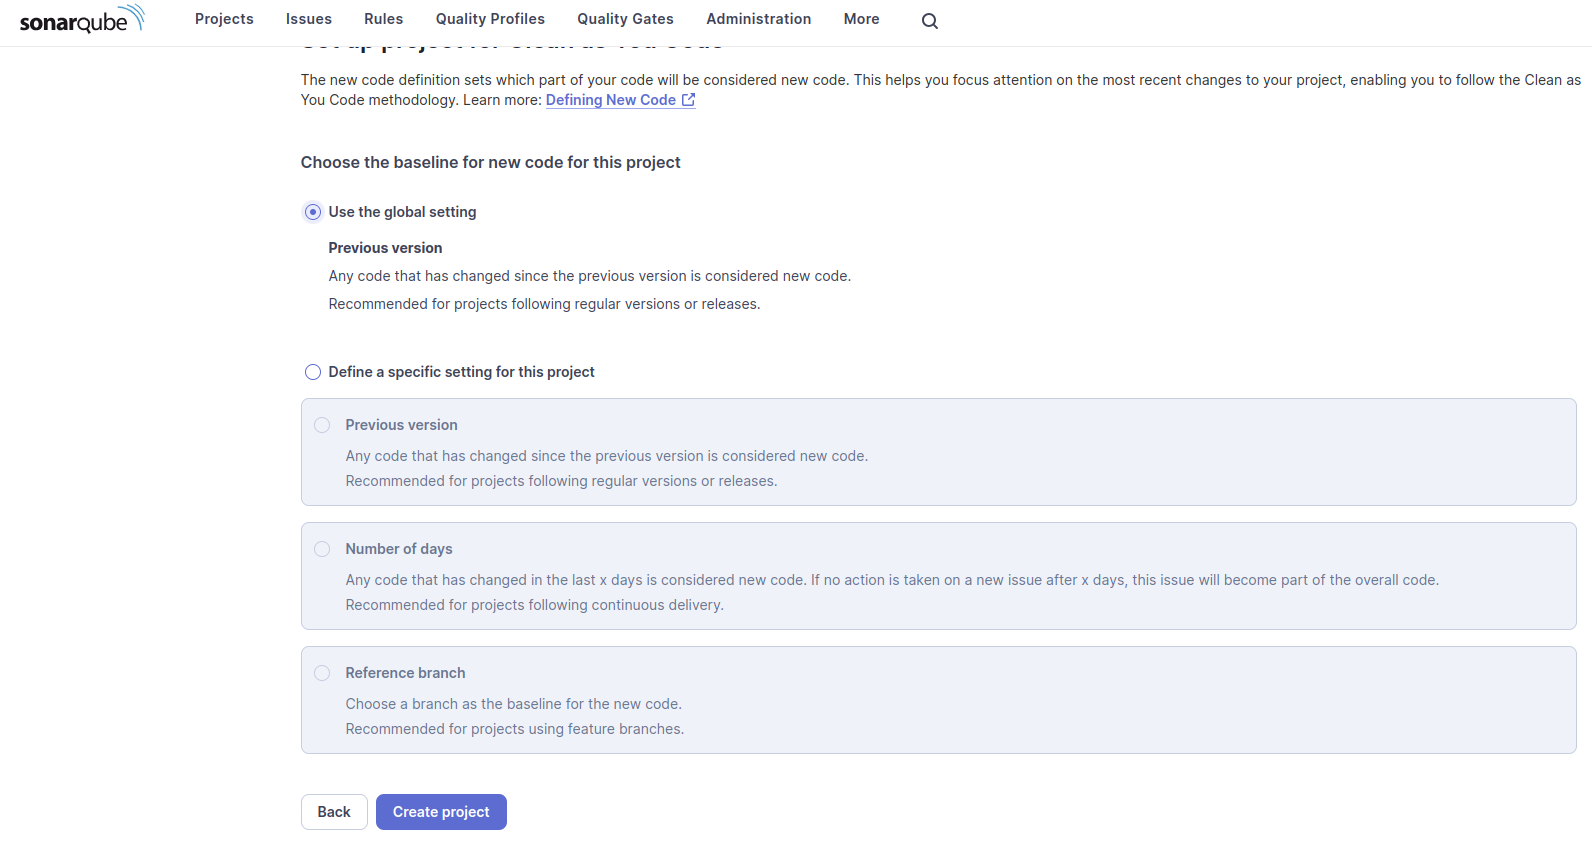 sonarqube
Projects
Issues
Rules
Quality Profiles
Quality Gates
Administration
More
Set up project for Clean as You Code
The new code definition sets which part of your code will be considered new code. This helps you focus attention on the most recent changes to your project, enabling you to follow the Clean as
You Code methodology. Learn more: Defining New Code
Choose the baseline for new code for this project
Use the global setting
Previous version
Any code that has changed since the previous version is considered new code.
Recommended for projects following regular versions or releases.
Define a specific setting for this project
Previous version
Any code that has changed since the previous version is considered new code.
Recommended for projects following regular versions or releases.
Number of days
Any code that has changed in the last x days is considered new code. If no action is taken on a new issue after x days, this issue will become part of the overall code.
Recommended for projects following continuous delivery.
Reference branch
Choose a branch as the baseline for the new code.
Recommended for projects using feature branches.
Back
Create project